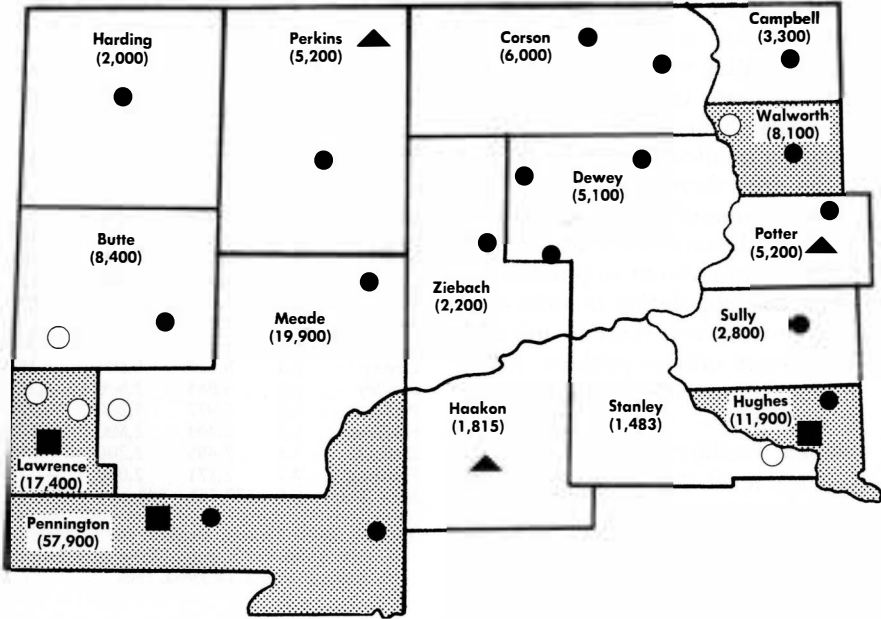 Harding
(2,000)
Perkins
(5,200)
Corson
(6,000)
Campbell
(3,300)
Walworth
(8,100)
Dewey
(5,100)
Butte
(8,400)
Potter
(5,200)
Ziebach
(2,200)
Meade
(19,900)
Sully
(2,800)
Haakon
(1,815)
Stanley
(1,483)
Hughes
(11,900)
Lawrence
(17,400)
Pennington
(57,900)